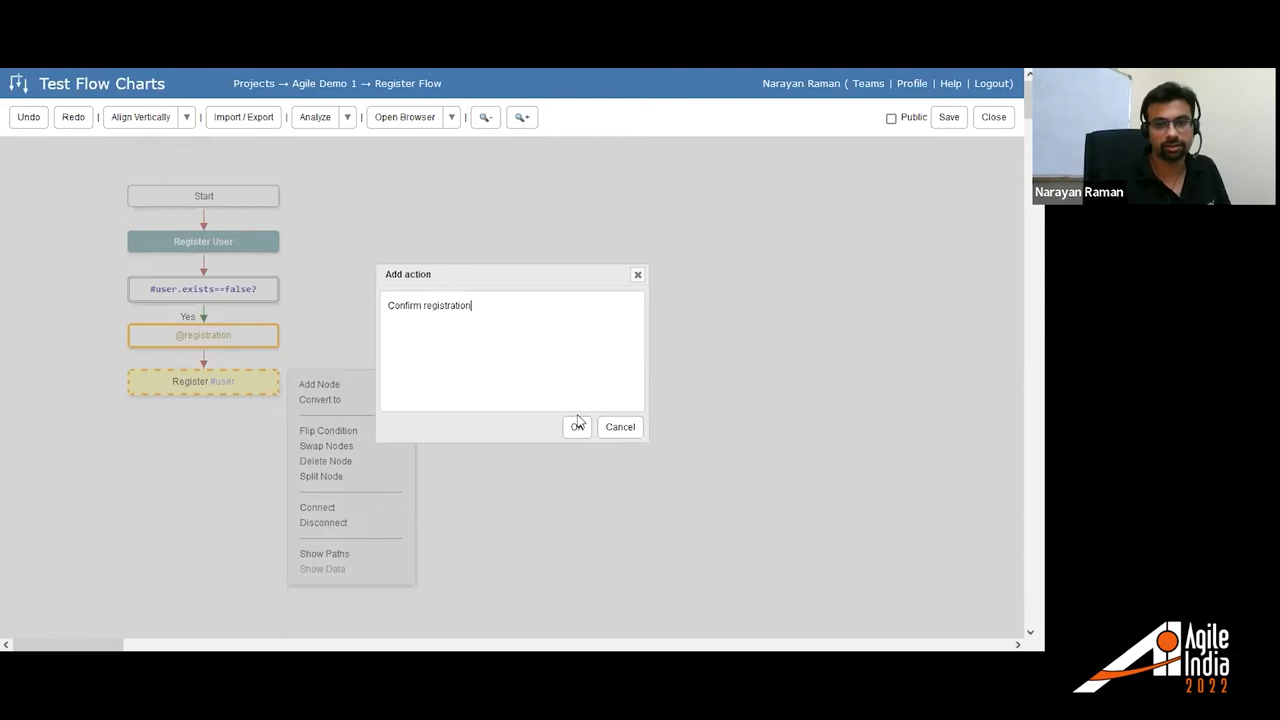 Test Flow Charts
Projects → Agile Demo 1 → Register Flow
Narayan Raman ( Teams | Profile | Help | Logout)
Undo
Redo
Align Vertically
Import / Export
Analyze
Open Browser
Public
Save
Close
Narayan Raman
Start
Register User
#user.exists==false?
Yes
@registration
Register #user
Add Node
Convert to
Flip Condition
Swap Nodes
Delete Node
Split Node
Connect
Disconnect
Show Paths
Show Data
Add action
Confirm registration
Cancel
Agile
India
2022